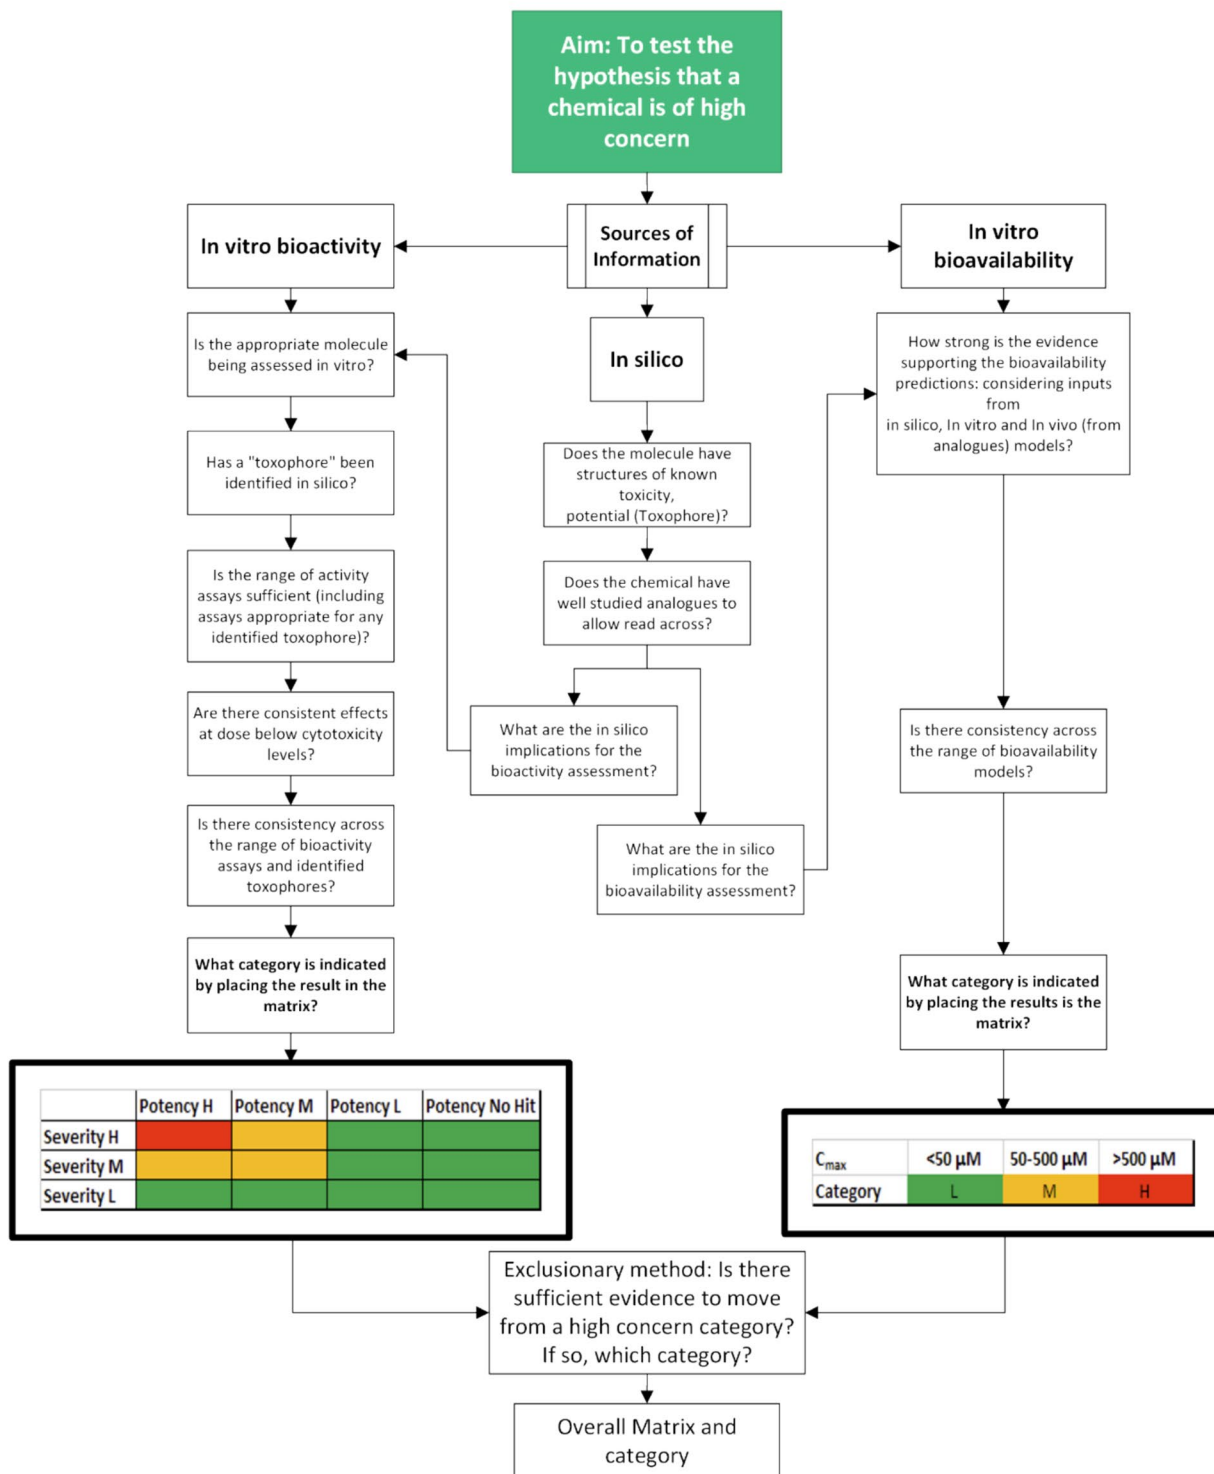 Aim: To test the
hypothesis that a
chemical is of high
concern
In vitro bioactivity
Sources of
Information
In vitro
bioavailability
Is the appropriate molecule
being assessed in vitro?
Has a "toxophore" been
identified in silico?
Is the range of activity
assays sufficient (including
assays appropriate for any
identified toxophore)?
Are there consistent effects
at dose below cytotoxicity
levels?
Is there consistency across
the range of bioactivity
assays and identified
toxophores?
What category is indicated
by placing the result in the
matrix?
In silico
Does the molecule have
structures of known
toxicity,
potential (Toxophore)?
Does the chemical have
well studied analogues to
allow read across?
What are the in silico
implications for the
bioactivity assessment?
What are the in silico
implications for the
bioavailability assessment?
How strong is the evidence
supporting the bioavailability
predictions: considering inputs
from
in silico, In vitro and In vivo (from
analogues) models?
Is there consistency across
the range of bioavailability
models?
What category is indicated
by placing the results is the
matrix?
Potency H Potency M Potency L Potency No Hit
Severity H
Severity M
Severity L
Cmax <50 µM 50-500 µM >500 µM
Category L M H
Exclusionary method: Is there
sufficient evidence to move
from a high concern category?
If so, which category?
Overall Matrix and
category